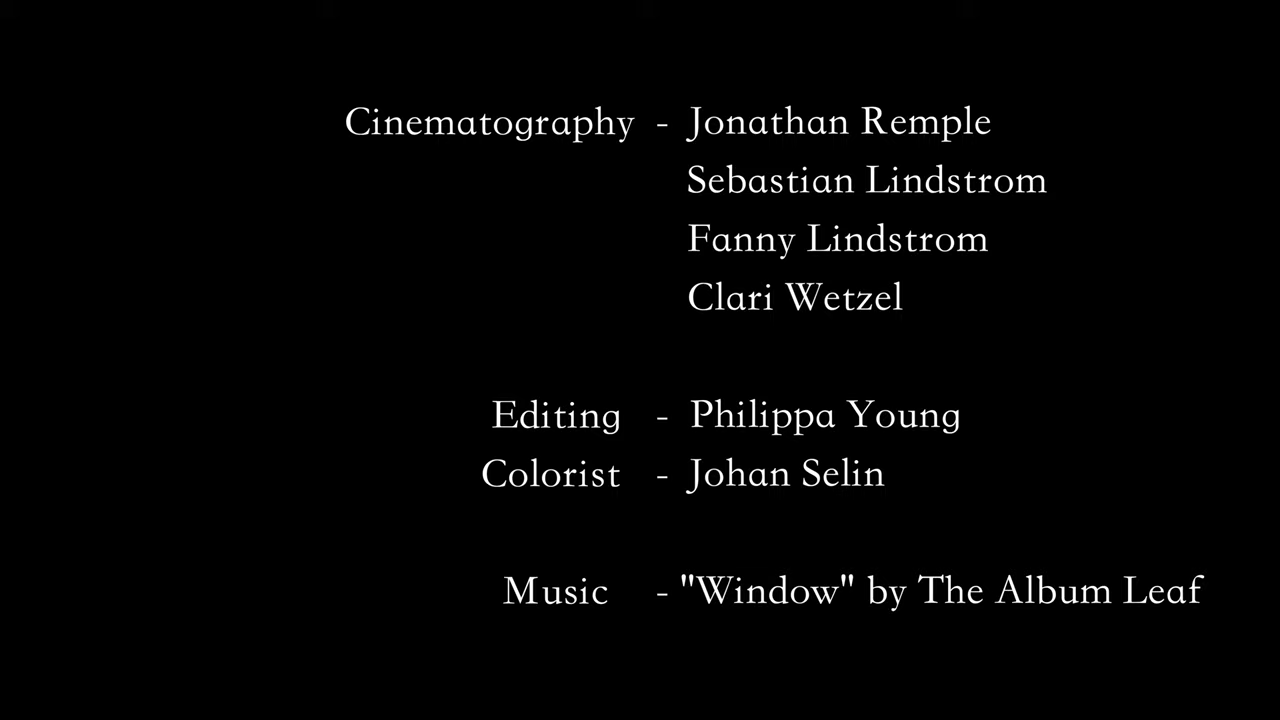 Cinematography - Jonathan Remple
Sebastian Lindstrom
Fanny Lindstrom
Clari Wetzel
Editing - Philippa Young
Colorist - Johan Selin
Music - "Window" by The Album Leaf